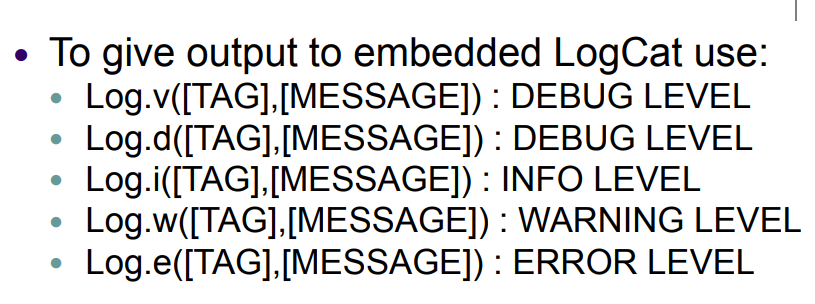 • To give output to embedded LogCat use:
• Log.v([TAG],[MESSAGE]) : DEBUG LEVEL
• Log.d([TAG],[MESSAGE]) : DEBUG LEVEL
• Log.i([TAG],[MESSAGE]) : INFO LEVEL
• Log.w([TAG],[MESSAGE]) : WARNING LEVEL
• Log.e([TAG],[MESSAGE]) : ERROR LEVEL